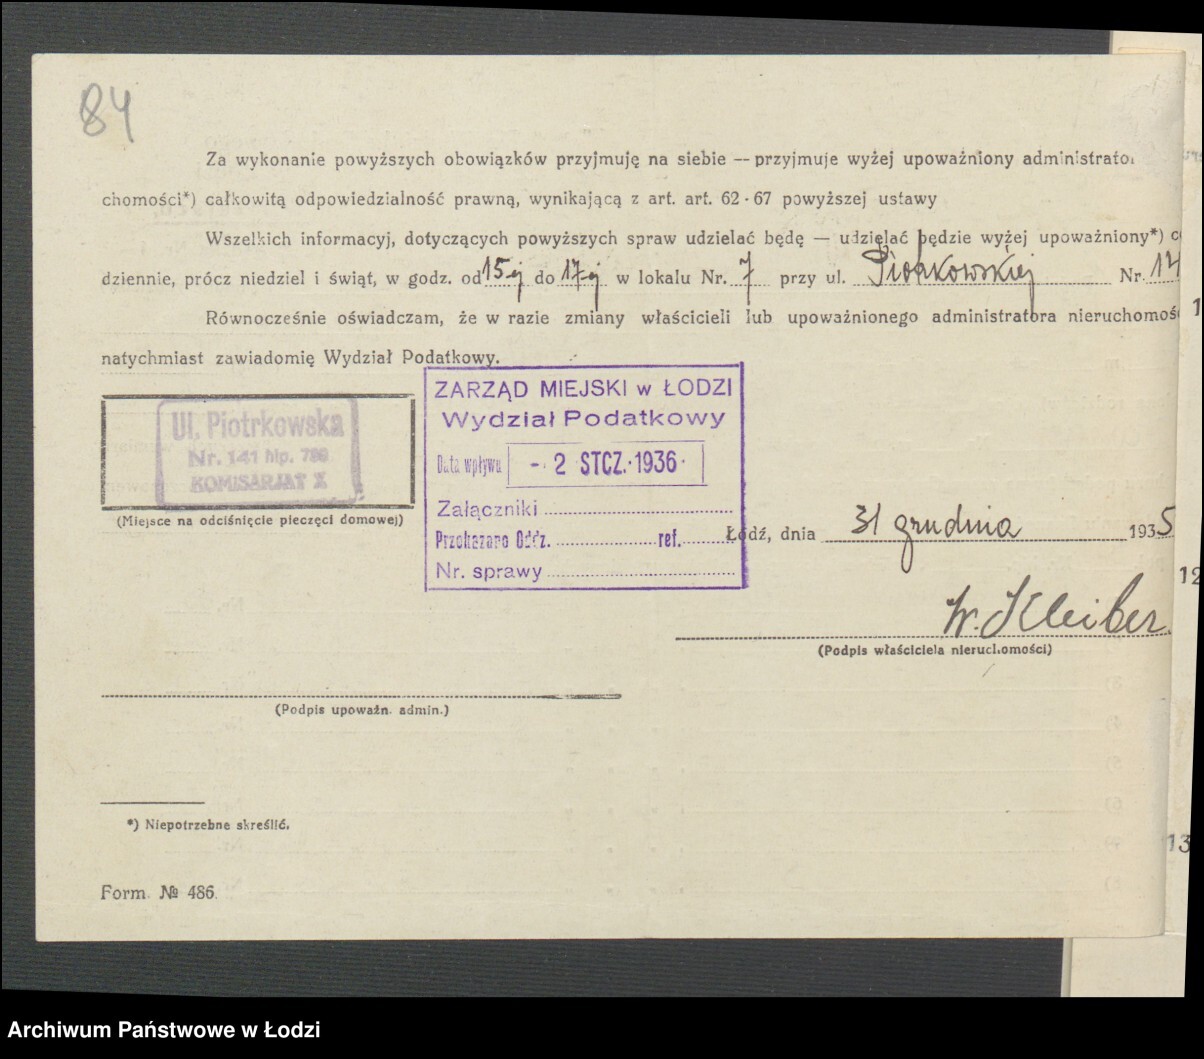 84
Za wykonanie powyższych obowiązków przyjmuję na siebie — przyjmuje wyżej upoważniony administrator
chomości*) całkowitą odpowiedzialność prawną, wynikającą z art. art. 62 - 67 powyższej ustawy
Wszelkich informacyj, dotyczących powyższych spraw udzielać będę — udzielać będzie wyżej upoważniony*) c
dziennie, prócz niedziel i świąt, w godz. od 15-ej do 17-ej w lokalu Nr. 7 przy ul. Piotrkowskiej Nr. 14
Równocześnie oświadczam, że w razie zmiany właścicieli lub upoważnionego administratora nieruchomoś
natychmiast zawiadomię Wydział Podatkowy.
Ul. Piotrkowska
Nr. 141 hip. 789
KOMISARJAT X
(Miejsce na odciśnięcie pieczęci domowej)
ZARZĄD MIEJSKI w ŁODZI
Wydział Podatkowy
Data wpływu - 2 STCZ. 1936
Załączniki
Przekazano Oddz. ref.
Nr. sprawy
Łódź, dnia 31 grudnia 1935
W. Kleiber
(Podpis właściciela nieruchomości)
(Podpis upoważn. admin.)
*) Niepotrzebne skreślić.
Form. № 486.
1
12
13
Archiwum Państwowe w Łodzi